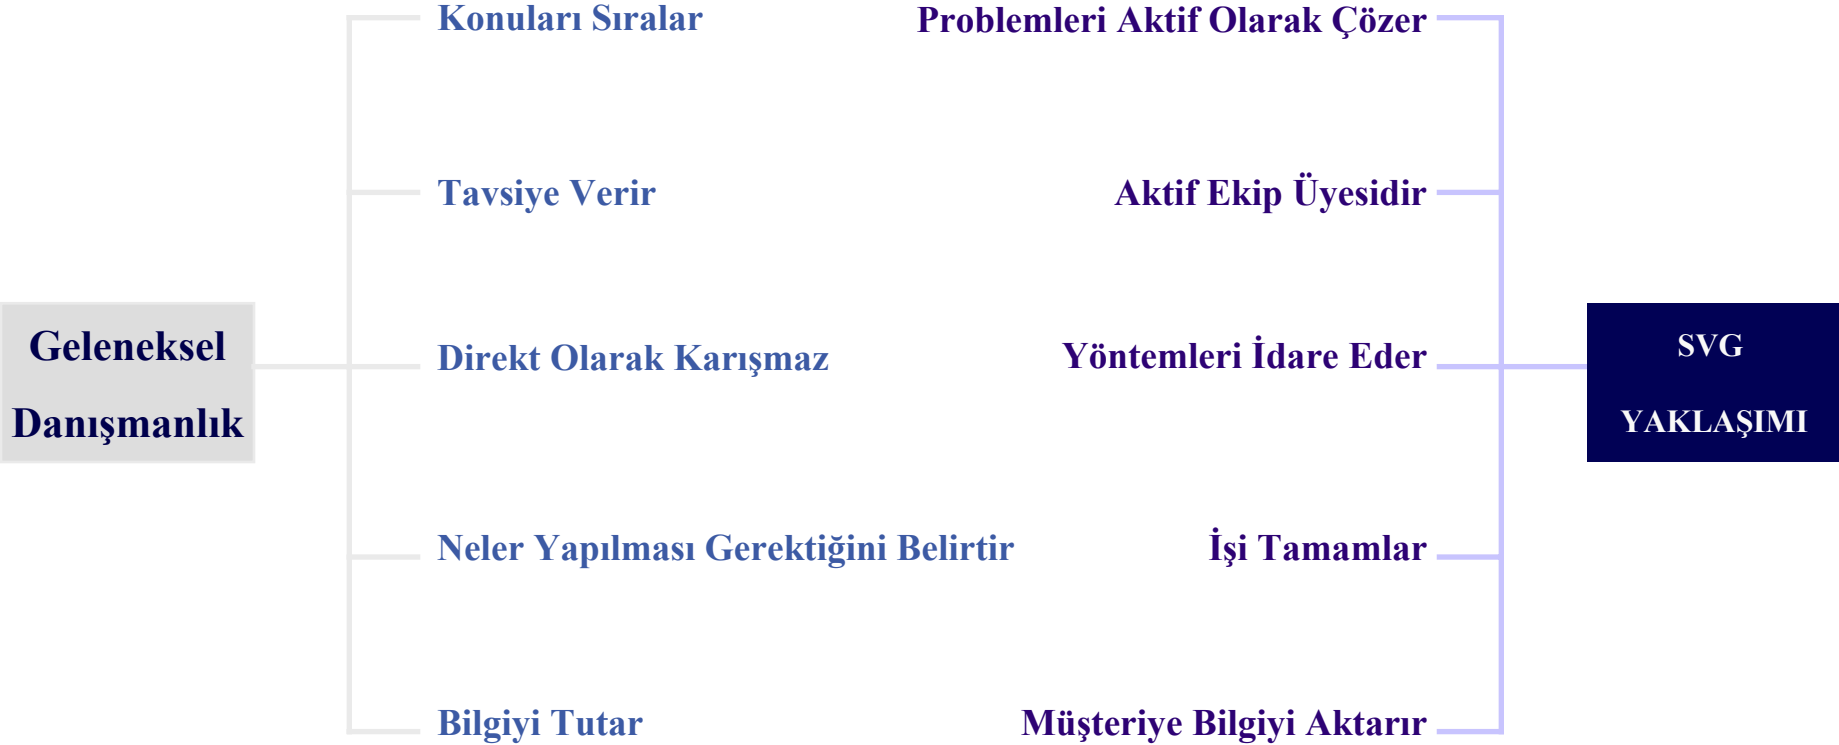 Konuları Sıralar
Problemleri Aktif Olarak Çözer
Tavsiye Verir
Aktif Ekip Üyesidir
Geleneksel
Danışmanlık
Direkt Olarak Karışmaz
Yöntemleri İdare Eder
SVG
YAKLAŞIMI
Neler Yapılması Gerektiğini Belirtir
İşi Tamamlar
Bilgiyi Tutar
Müşteriye Bilgiyi Aktarır